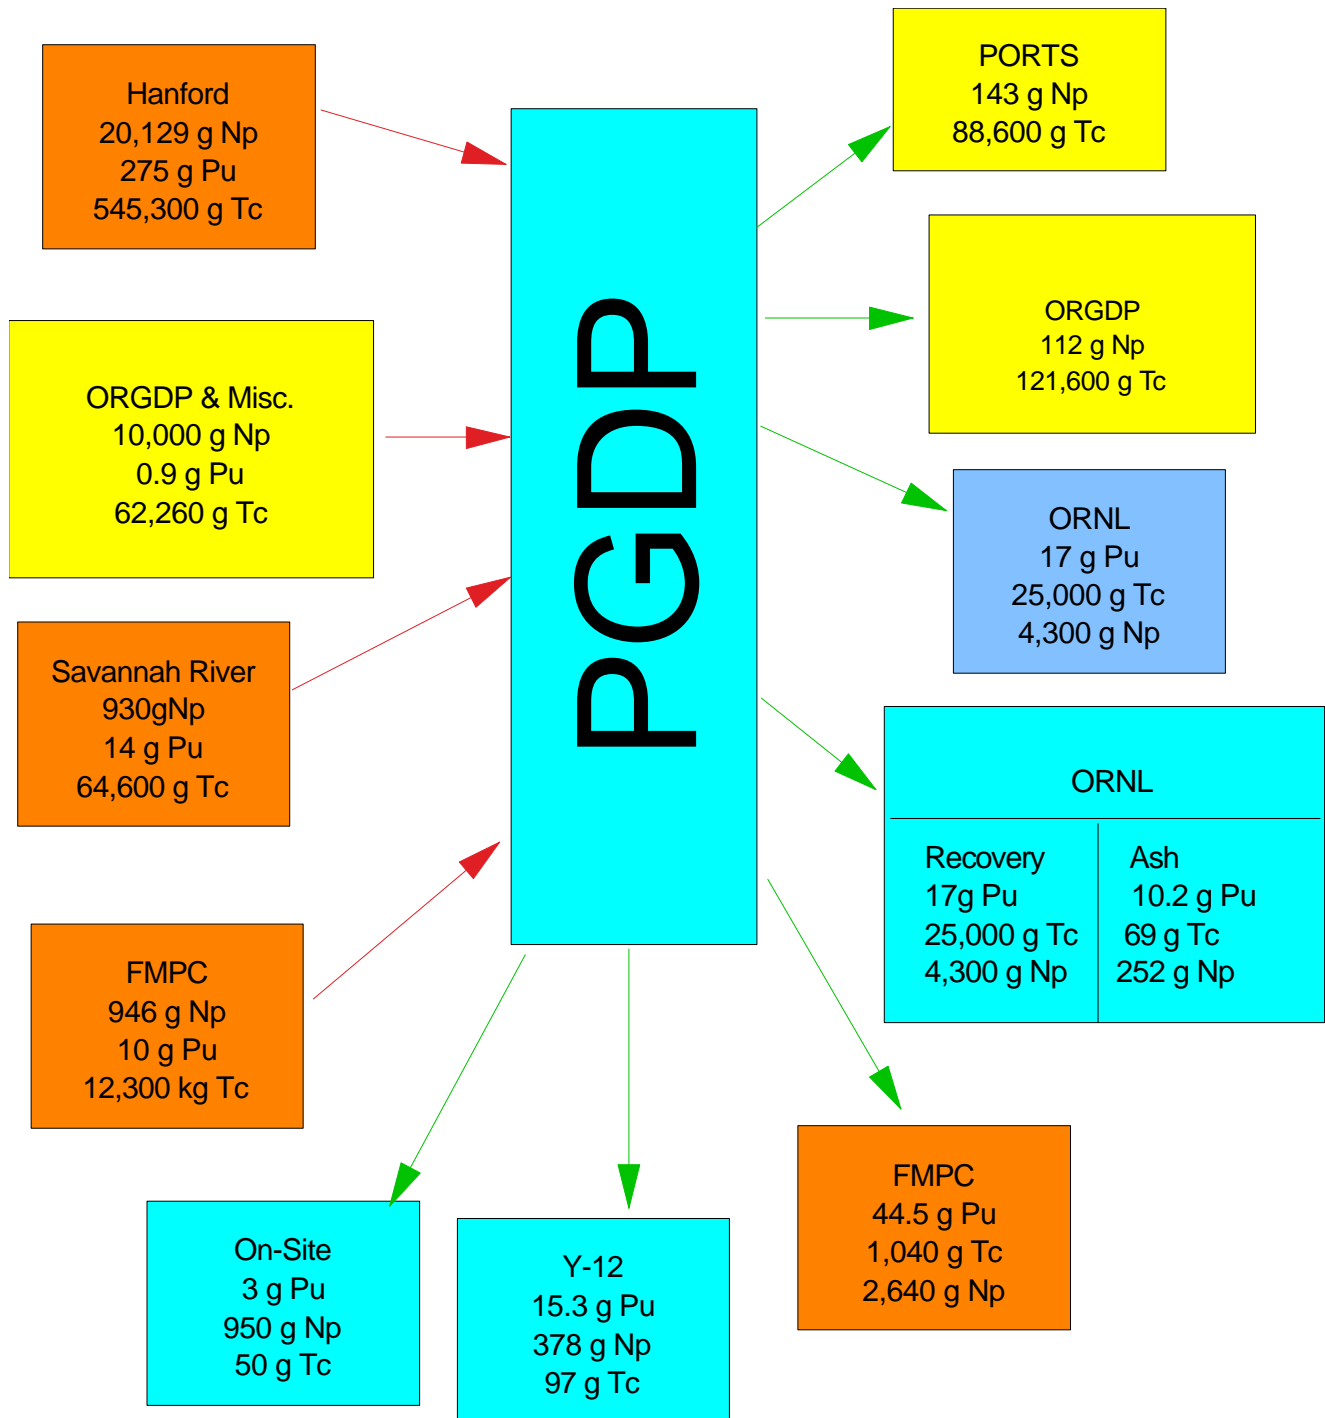 Hanford
20,129 g Np
275 g Pu
545,300 g Tc
ORGDP & Misc.
10,000 g Np
0.9 g Pu
62,260 g Tc
Savannah River
930gNp
14 g Pu
64,600 g Tc
FMPC
946 g Np
10 g Pu
12,300 kg Tc
PGDP
PORTS
143 g Np
88,600 g Tc
ORGDP
112 g Np
121,600 g Tc
ORNL
17 g Pu
25,000 g Tc
4,300 g Np
ORNL
Recovery
17g Pu
25,000 g Tc
4,300 g Np
Ash
10.2 g Pu
69 g Tc
252 g Np
FMPC
44.5 g Pu
1,040 g Tc
2,640 g Np
On-Site
3 g Pu
950 g Np
50 g Tc
Y-12
15.3 g Pu
378 g Np
97 g Tc